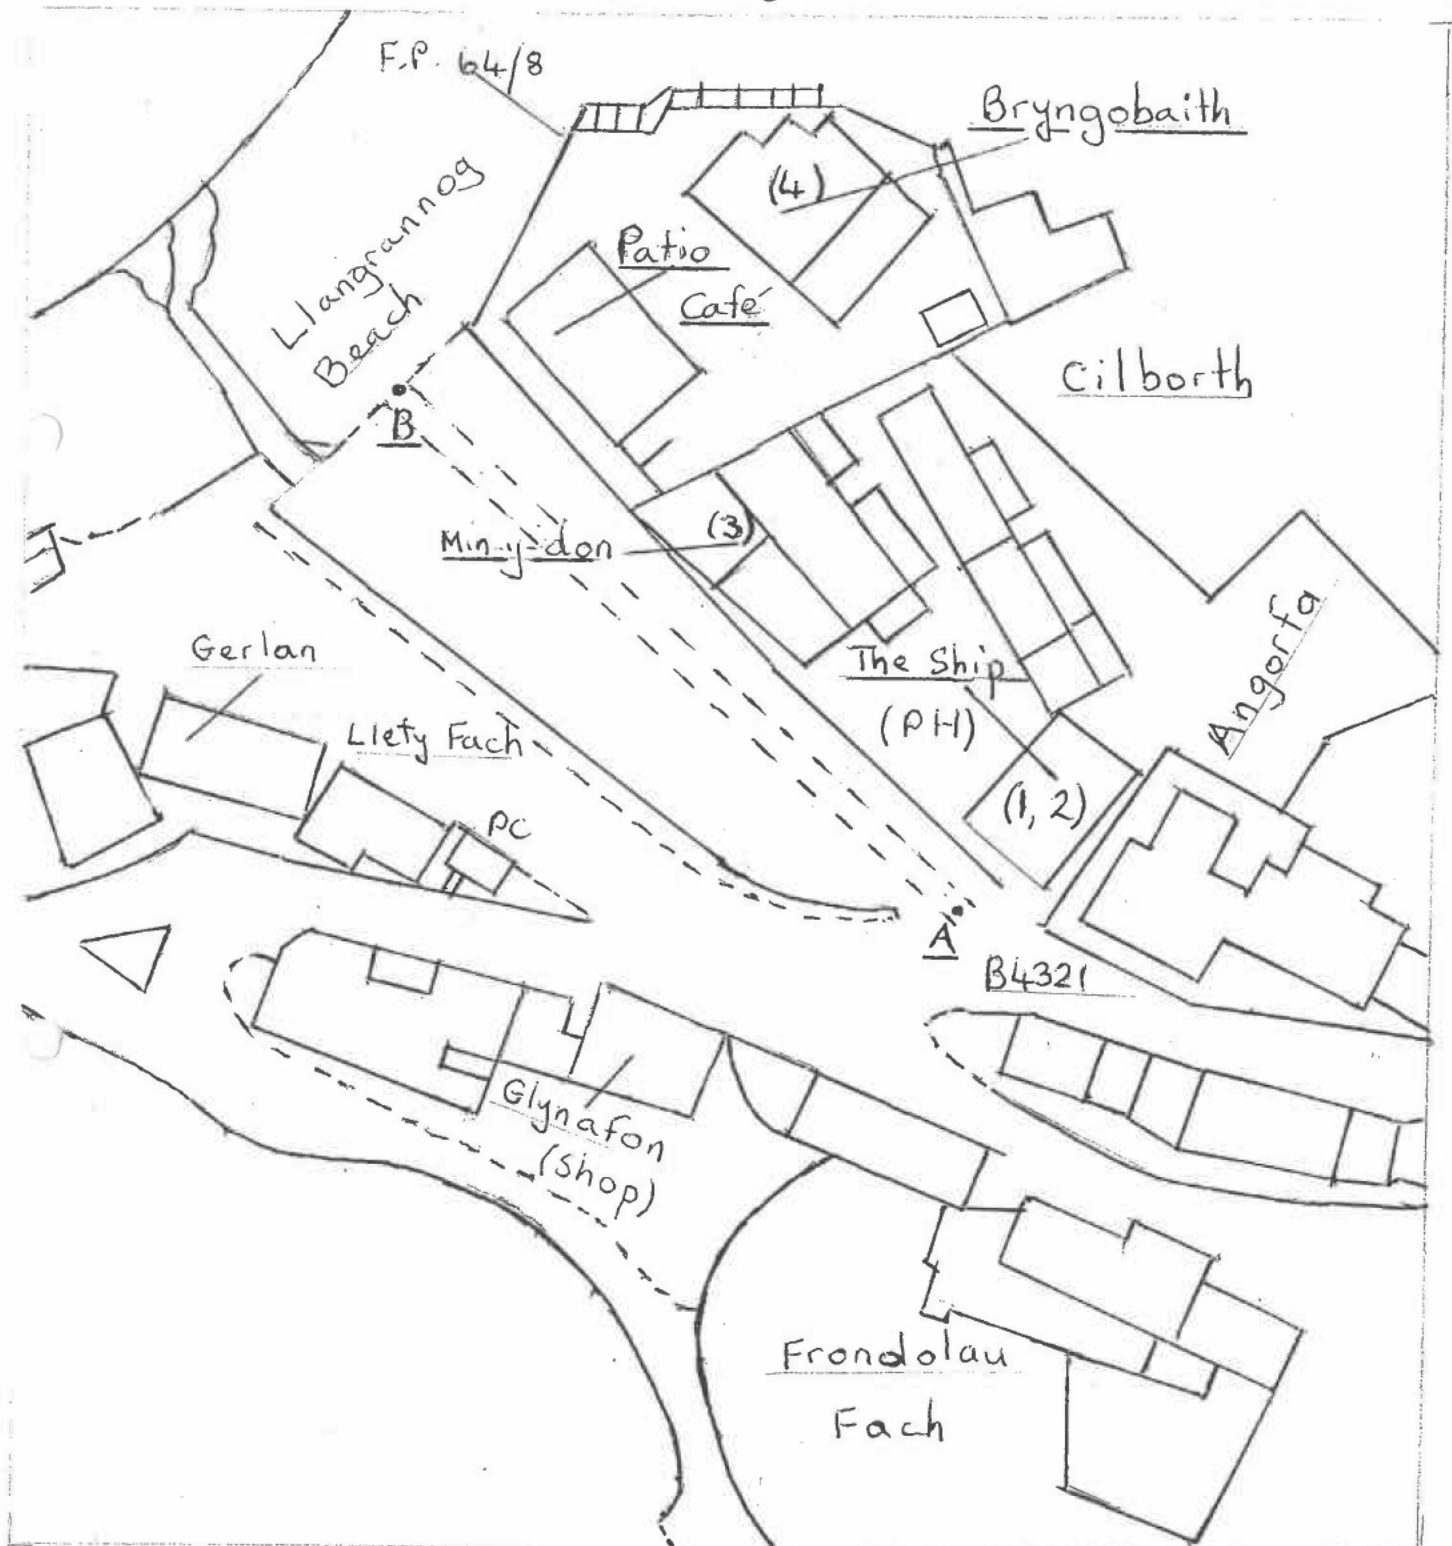 F.P. 64/8
Bryngobaith
(4)
Llangrannog
Beach
Patio
Café
Cilborth
B
Min-y-don
(3)
Gerlan
Llety Fach
PC
The Ship
(PH)
(1, 2)
Angorfa
A
B4321
Glynafon
(Shop)
Frondolau
Fach